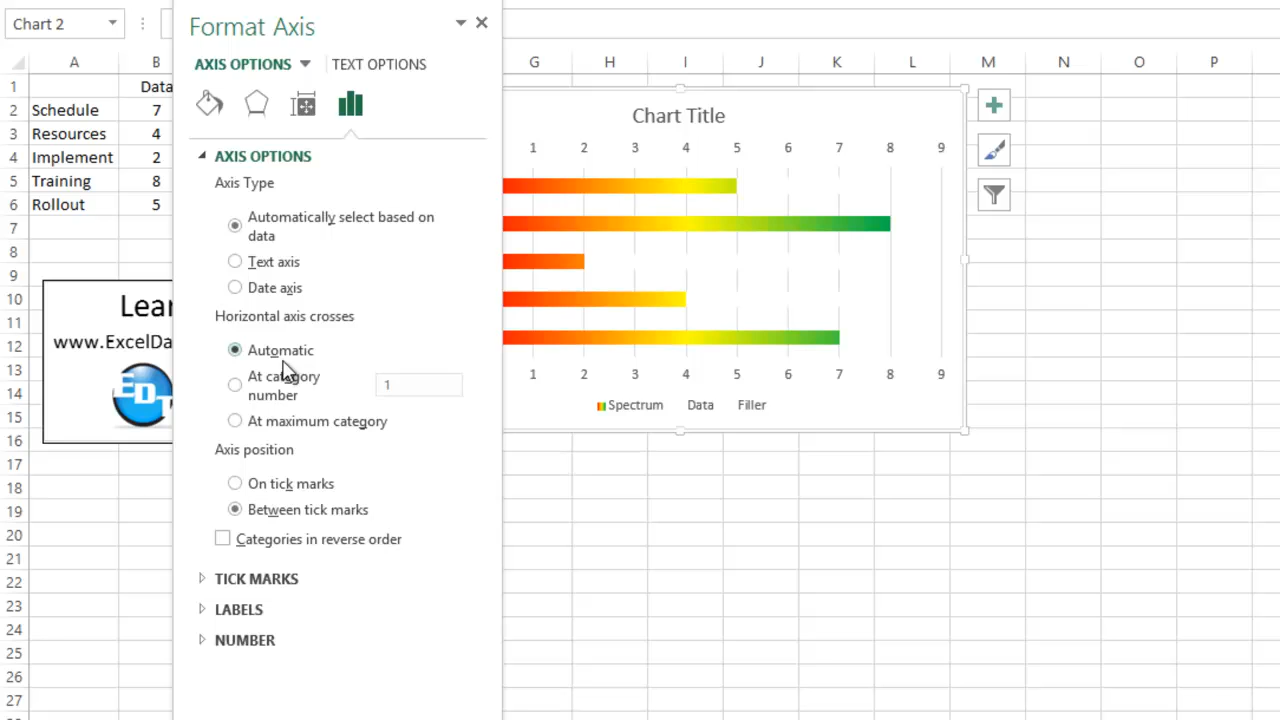 Chart 2
Format Axis
AXIS OPTIONS
TEXT OPTIONS
A B G H I J K L M N O P
1 Data
2 Schedule 7
3 Resources 4
4 Implement 2
5 Training 8
6 Rollout 5
7
8
9
10
11
12
13
14
15
16
17
18
19
20
21
22
23
24
25
26
27
www.ExcelDa
EDT
AXIS OPTIONS
Axis Type
Automatically select based on
data
Text axis
Date axis
Horizontal axis crosses
Automatic
At category
number
1
At maximum category
Axis position
On tick marks
Between tick marks
Categories in reverse order
TICK MARKS
LABELS
NUMBER
Chart Title
1 2 3 4 5 6 7 8 9
1 2 3 4 5 6 7 8 9
Spectrum Data Filler